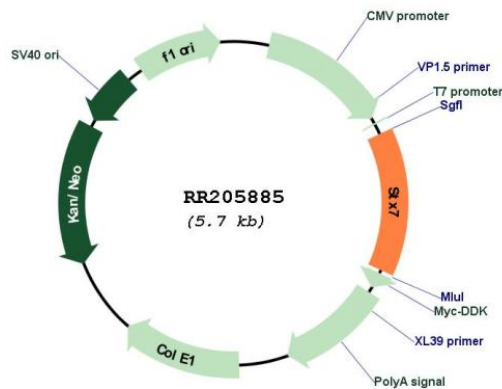 CMV promoter
SV40 ori
f1 ori
VP1.5 primer
T7 promoter
SgfI
RR205885
(5.7 kb)
Kan/Neo
Stx7
MluI
Myc-DDK
XL39 primer
Col E1
PolyA signal